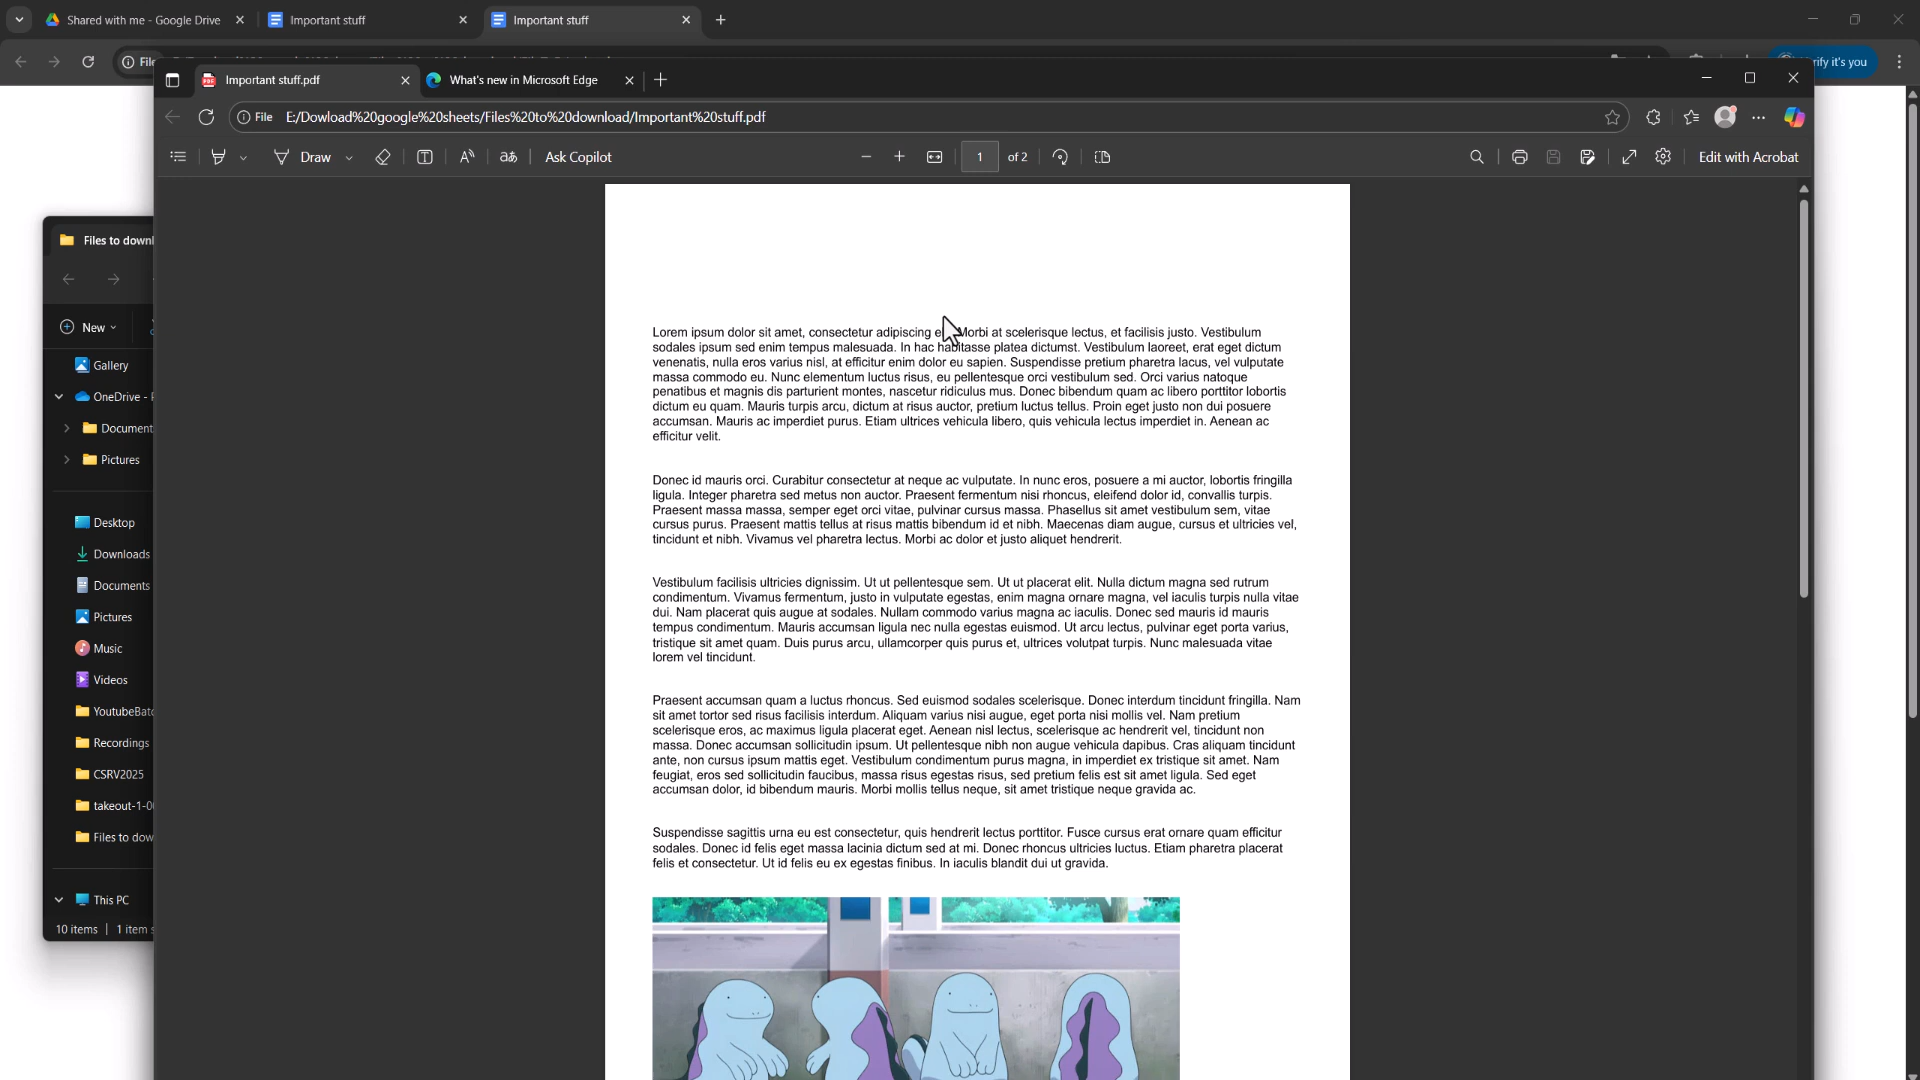 Shared with me - Google Drive
Important stuff
Important stuff
File
rify it's you
Important stuff.pdf
What's new in Microsoft Edge
File
E:/Dowload%20google%20sheets/Files%20to%20download/Important%20stuff.pdf
Draw
Ask Copilot
1
of 2
Edit with Acrobat
Files to downl
New
Gallery
OneDrive -
Document
Pictures
Desktop
Downloads
Documents
Pictures
Music
Videos
YoutubeBatc
Recordings
CSRV2025
takeout-1-0
Files to dow
This PC
10 items
1 item s
Lorem ipsum dolor sit amet, consectetur adipiscing e Morbi at scelerisque lectus, et facilisis justo. Vestibulum
sodales ipsum sed enim tempus malesuada. In hac habitasse platea dictumst. Vestibulum laoreet, erat eget dictum
venenatis, nulla eros varius nisl, at efficitur enim dolor eu sapien. Suspendisse pretium pharetra lacus, vel vulputate
massa commodo eu. Nunc elementum luctus risus, eu pellentesque orci vestibulum sed. Orci varius natoque
penatibus et magnis dis parturient montes, nascetur ridiculus mus. Donec bibendum quam ac libero porttitor lobortis
dictum eu quam. Mauris turpis arcu, dictum at risus auctor, pretium luctus tellus. Proin eget justo non dui posuere
accumsan. Mauris ac imperdiet purus. Etiam ultrices vehicula libero, quis vehicula lectus imperdiet in. Aenean ac
efficitur velit.
Donec id mauris orci. Curabitur consectetur at neque ac vulputate. In nunc eros, posuere a mi auctor, lobortis fringilla
ligula. Integer pharetra sed metus non auctor. Praesent fermentum nisi rhoncus, eleifend dolor id, convallis turpis.
Praesent massa massa, semper eget orci vitae, pulvinar cursus massa. Phasellus sit amet vestibulum sem, vitae
cursus purus. Praesent mattis tellus at risus mattis bibendum id et nibh. Maecenas diam augue, cursus et ultricies vel,
tincidunt et nibh. Vivamus vel pharetra lectus. Morbi ac dolor et justo aliquet hendrerit.
Vestibulum facilisis ultricies dignissim. Ut ut pellentesque sem. Ut ut placerat elit. Nulla dictum magna sed rutrum
condimentum. Vivamus fermentum, justo in vulputate egestas, enim magna ornare magna, vel iaculis turpis nulla vitae
dui. Nam placerat quis augue at sodales. Nullam commodo varius magna ac iaculis. Donec sed mauris id mauris
tempus condimentum. Mauris accumsan ligula nec nulla egestas euismod. Ut arcu lectus, pulvinar eget porta varius,
tristique sit amet quam. Duis purus arcu, ullamcorper quis purus et, ultrices volutpat turpis. Nunc malesuada vitae
lorem vel tincidunt.
Praesent accumsan quam a luctus rhoncus. Sed euismod sodales scelerisque. Donec interdum tincidunt fringilla. Nam
sit amet tortor sed risus facilisis interdum. Aliquam varius nisi augue, eget porta nisi mollis vel. Nam pretium
scelerisque eros, ac maximus ligula placerat eget. Aenean nisl lectus, scelerisque ac hendrerit vel, tincidunt non
massa. Donec accumsan sollicitudin ipsum. Ut pellentesque nibh non augue vehicula dapibus. Cras aliquam tincidunt
ante, non cursus ipsum mattis eget. Vestibulum condimentum purus magna, in imperdiet ex tristique sit amet. Nam
feugiat, eros sed sollicitudin faucibus, massa risus egestas risus, sed pretium felis est sit amet ligula. Sed eget
accumsan dolor, id bibendum mauris. Morbi mollis tellus neque, sit amet tristique neque gravida ac.
Suspendisse sagittis urna eu est consectetur, quis hendrerit lectus porttitor. Fusce cursus erat ornare quam efficitur
sodales. Donec id felis eget massa lacinia dictum sed at mi. Donec rhoncus ultricies luctus. Etiam pharetra placerat
felis et consectetur. Ut id felis eu ex egestas finibus. In iaculis blandit dui ut gravida.